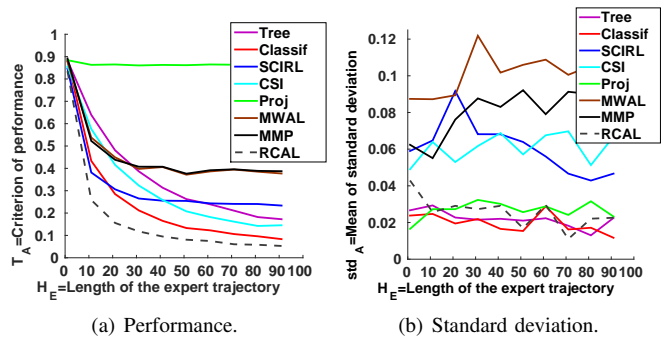 1
0.9
0.8
0.7
0.6
0.5
0.4
0.3
0.2
0.1
0
T_A=Criterion of performance
0 10 20 30 40 50 60 70 80 90 100
H_E=Length of the expert trajectory
Tree
Classif
SCIRL
CSI
Proj
MWAL
MMP
RCAL
(a) Performance.
0.12
0.1
0.08
0.06
0.04
0.02
0
std_A=Mean of standard deviation
0 10 20 30 40 50 60 70 80 90 100
H_E=Length of the expert trajectory
Tree
Classif
SCIRL
CSI
Proj
MWAL
MMP
RCAL
(b) Standard deviation.